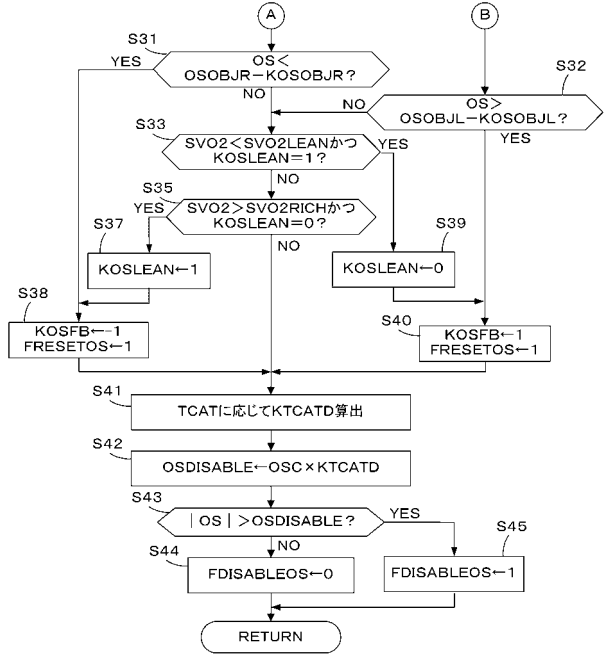 A
B
S31
OS＜
OSOBJR－KOSOBJR？
YES
NO
S32
OS＞
OSOBJL－KOSOBJL？
NO
YES
S33
SVO2＜SVO2LEANかつ
KOSLEAN＝1？
YES
NO
S35
SVO2＞SVO2RICHかつ
KOSLEAN＝0？
YES
NO
S37
KOSLEAN←1
S39
KOSLEAN←0
S38
KOSFB←－1
FRESETOS←1
S40
KOSFB←1
FRESETOS←1
S41
TCATに応じてKTCATD算出
S42
OSDISABLE←OSC×KTCATD
S43
｜OS｜＞OSDISABLE？
YES
NO
S44
FDISABLEOS←0
S45
FDISABLEOS←1
RETURN